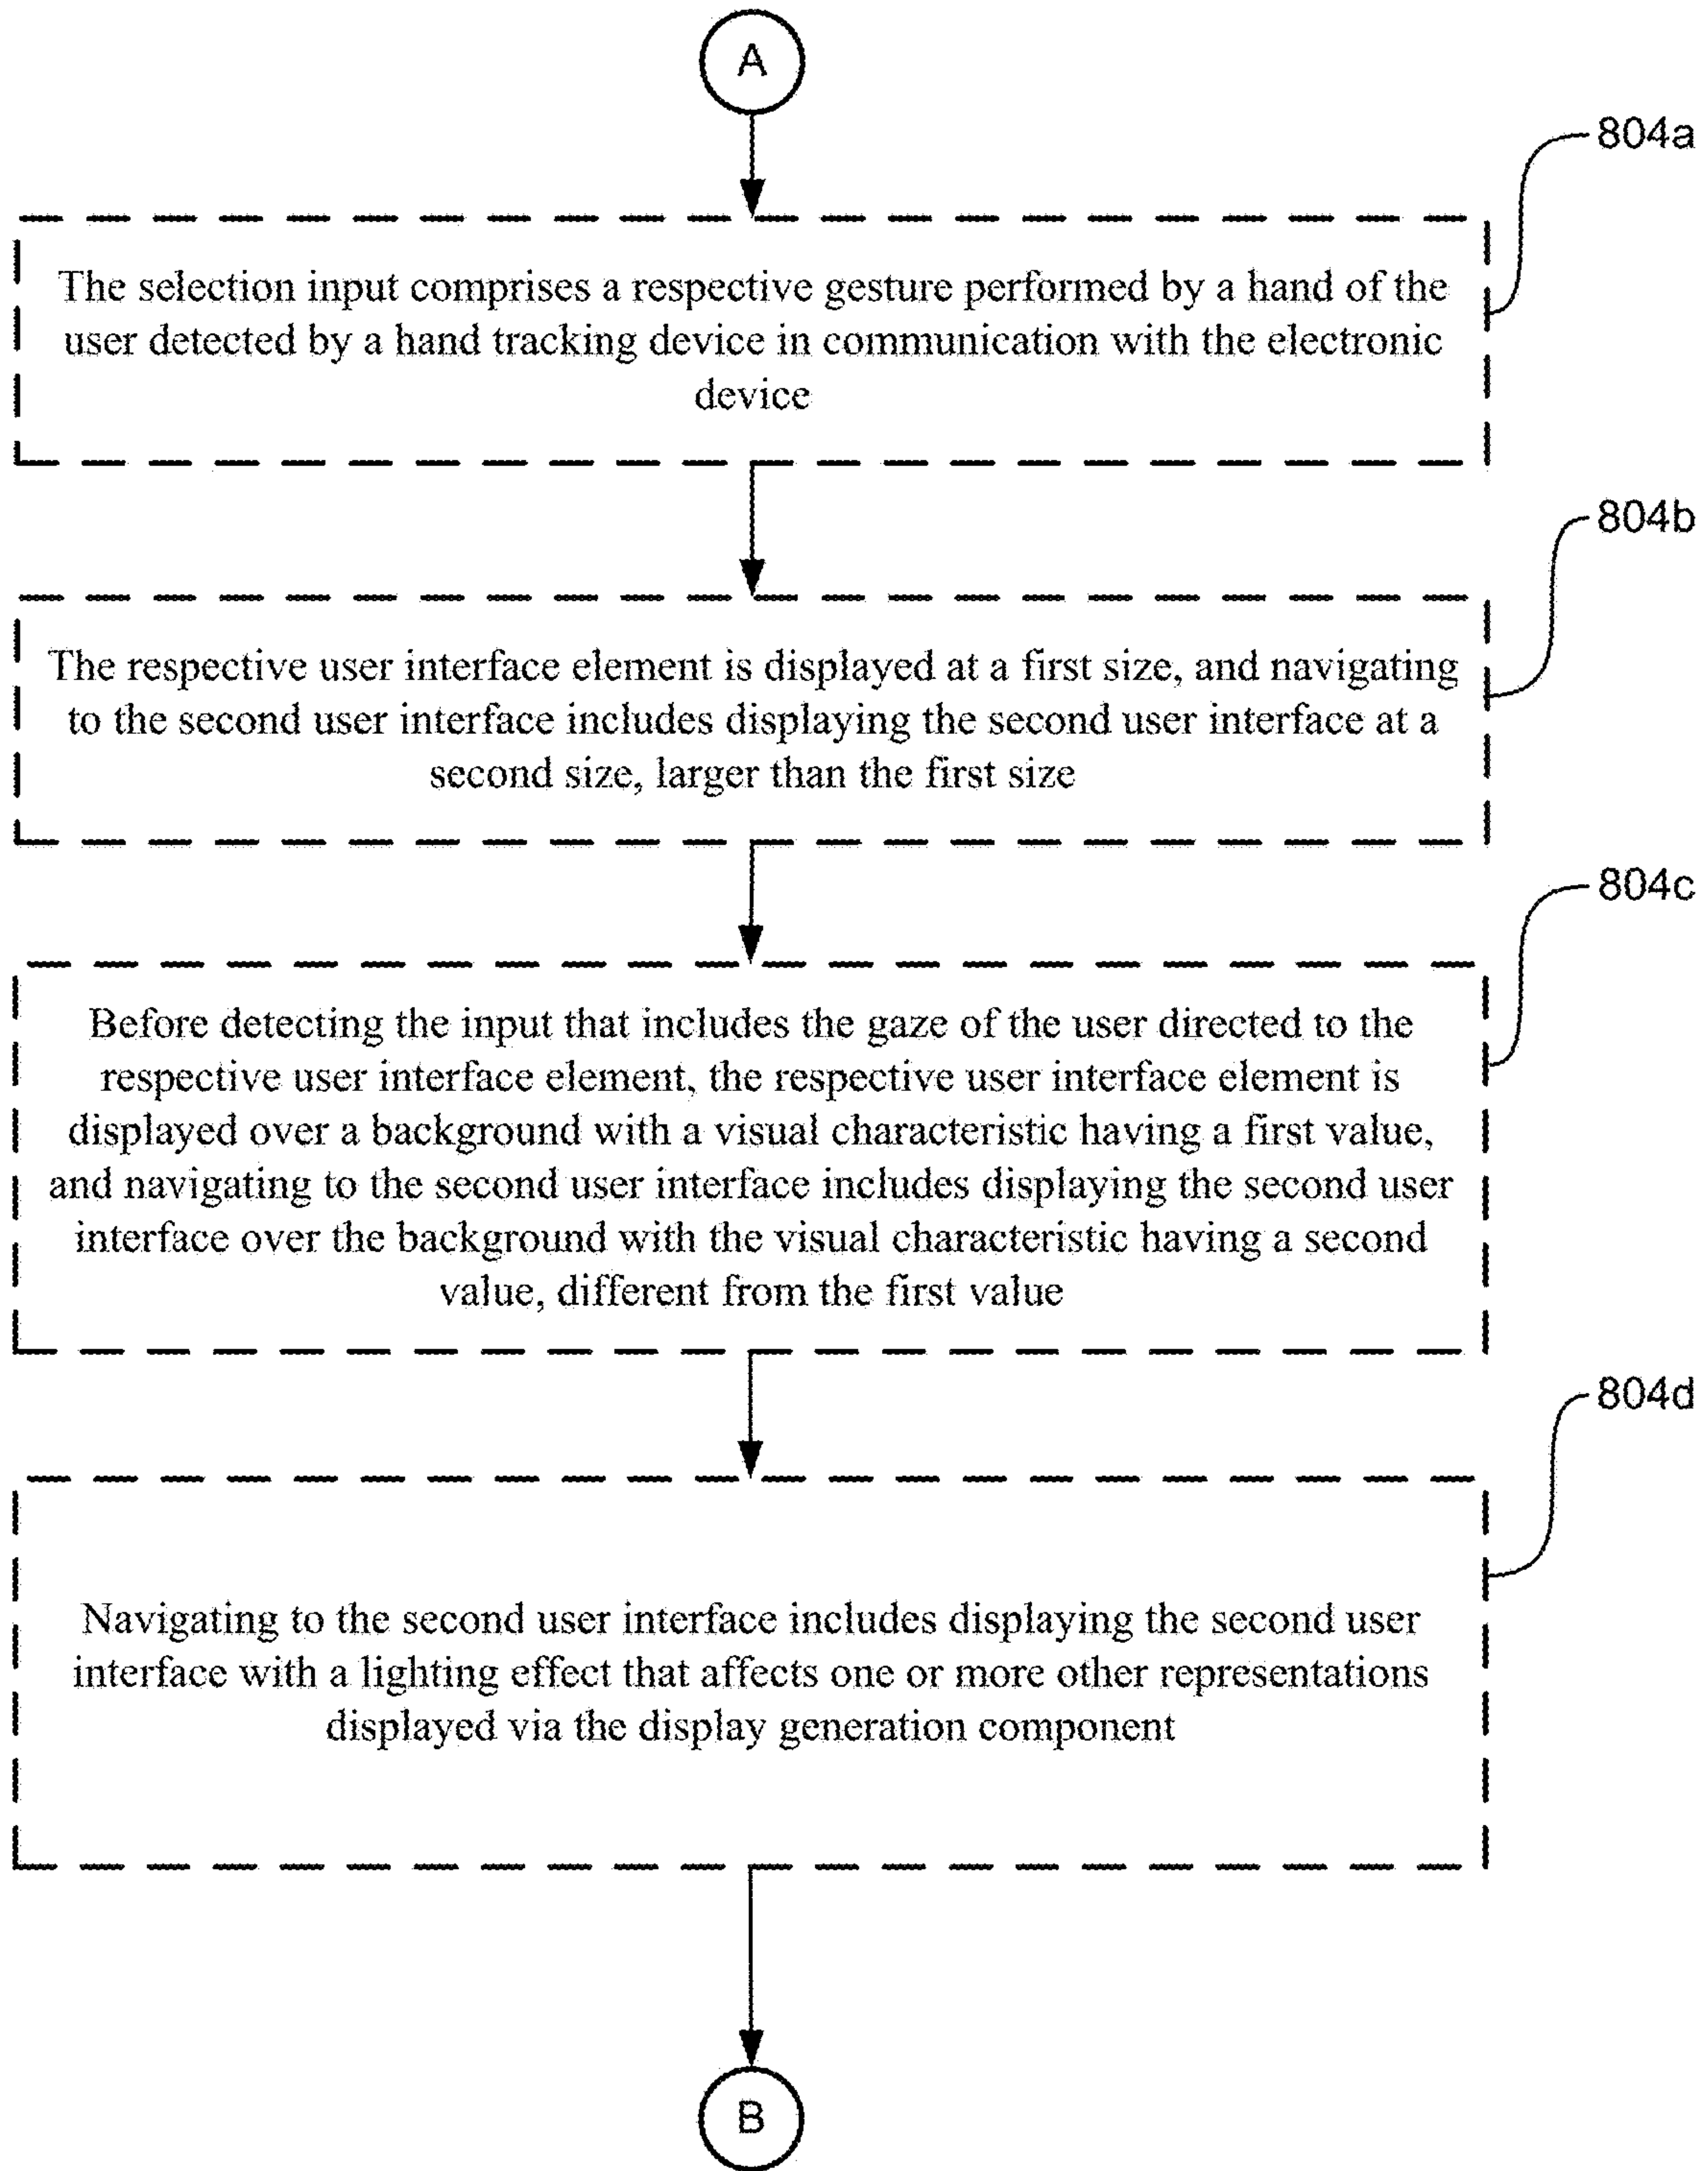 A
804a
The selection input comprises a respective gesture performed by a hand of the
user detected by a hand tracking device in communication with the electronic
device
804b
The respective user interface element is displayed at a first size, and navigating
to the second user interface includes displaying the second user interface at a
second size, larger than the first size
804c
Before detecting the input that includes the gaze of the user directed to the
respective user interface element, the respective user interface element is
displayed over a background with a visual characteristic having a first value,
and navigating to the second user interface includes displaying the second user
interface over the background with the visual characteristic having a second
value, different from the first value
804d
Navigating to the second user interface includes displaying the second user
interface with a lighting effect that affects one or more other representations
displayed via the display generation component
B